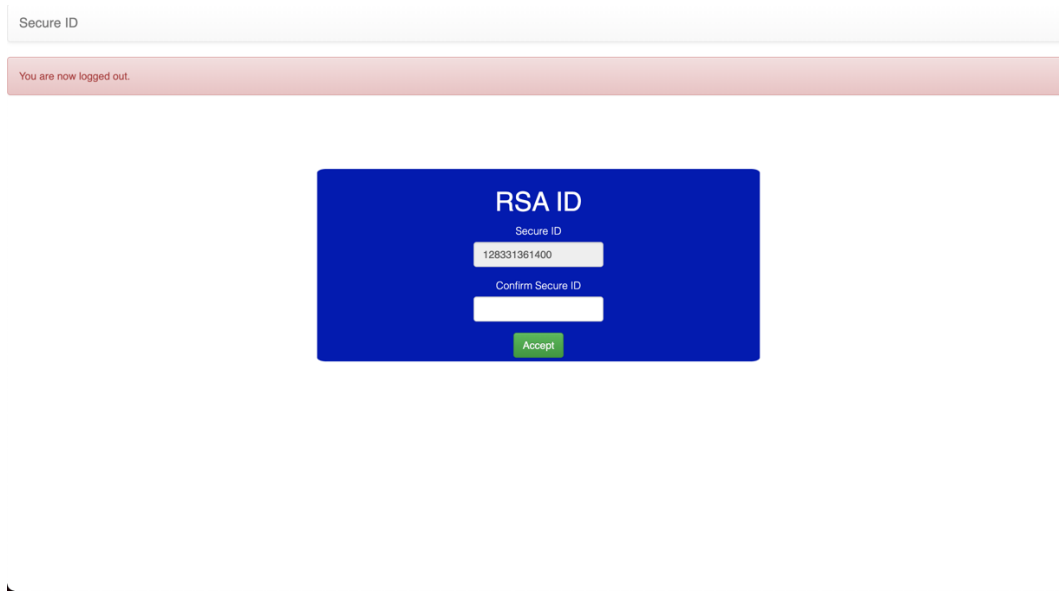 Secure ID
You are now logged out.
RSA ID
Secure ID
128331361400
Confirm Secure ID
Accept